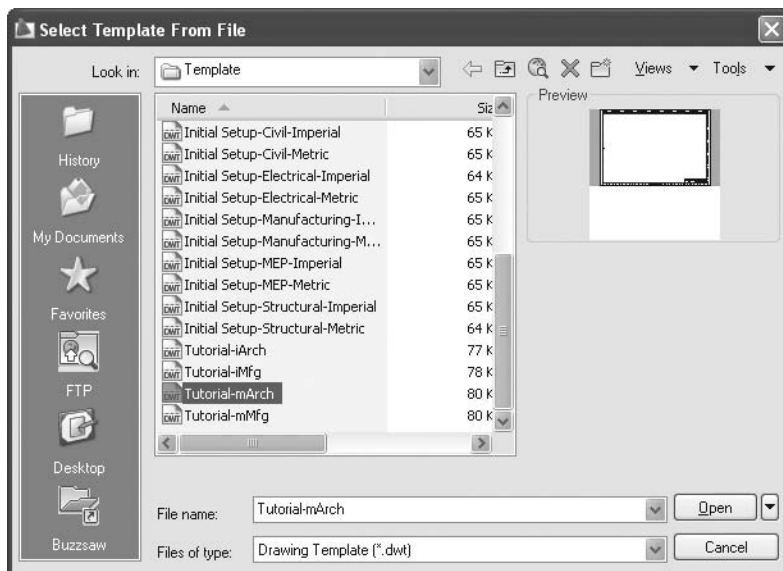 Select Template From File
Look in: Template Views Tools
History
My Documents
Favorites
FTP
Desktop
Buzzsaw
Name Siz
Initial Setup-Civil-Imperial 65 K
Initial Setup-Civil-Metric 65 K
Initial Setup-Electrical-Imperial 64 K
Initial Setup-Electrical-Metric 65 K
Initial Setup-Manufacturing-I... 65 K
Initial Setup-Manufacturing-M... 65 K
Initial Setup-MEP-Imperial 65 K
Initial Setup-MEP-Metric 65 K
Initial Setup-Structural-Imperial 65 K
Initial Setup-Structural-Metric 64 K
Tutorial-iArch 77 K
Tutorial-iMfg 78 K
Tutorial-mArch 80 K
Tutorial-mMfg 80 K
Preview
File name: Tutorial-mArch Open
Files of type: Drawing Template (*.dwt) Cancel